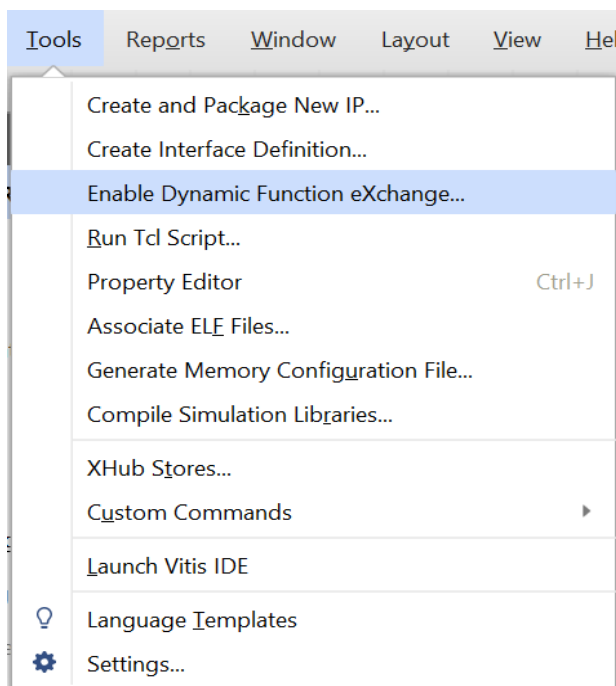 Tools Reports Window Layout View Hel
Create and Package New IP...
Create Interface Definition...
Enable Dynamic Function eXchange...
Run Tcl Script...
Property Editor Ctrl+J
Associate ELF Files...
Generate Memory Configuration File...
Compile Simulation Libraries...
XHub Stores...
Custom Commands
Launch Vitis IDE
Language Templates
Settings...